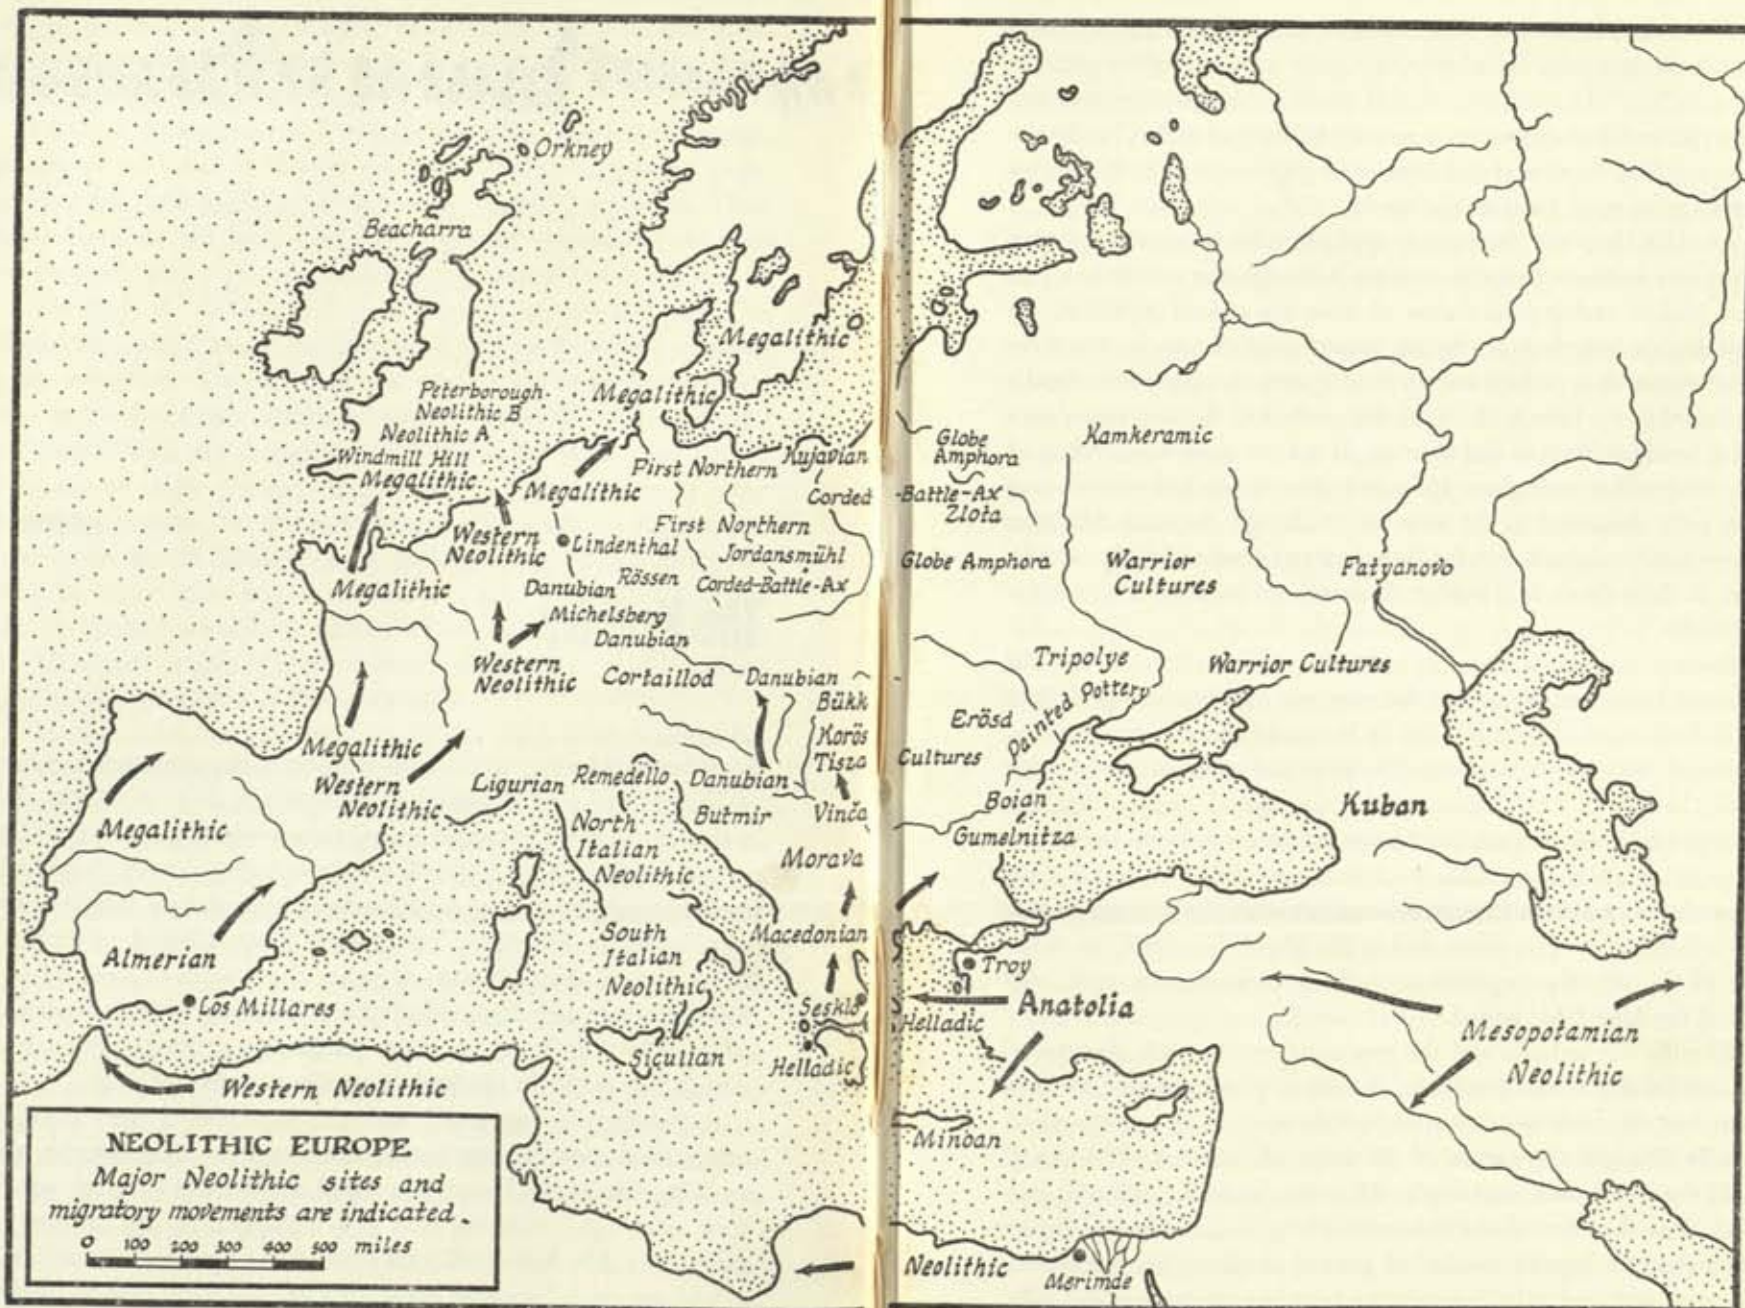 Orkney
Beacharra
Peterborough
Neolithic B
Neolithic A
Windmill Hill
Megalithic
Megalithic
Megalithic
Megalithic
First Northern
Kujavian
Corded
Western
Neolithic
Lindenthal
First Northern
Jordansmühl
Megalithic
Danubian
Rössen
Corded-Battle-Ax
Michelsberg
Danubian
Western
Neolithic
Cortaillod
Danubian
Bükk
Körös
Tisza
Megalithic
Western
Neolithic
Ligurian
Remedello
Danubian
Butmir
Vinča
Megalithic
North
Italian
Neolithic
Morava
Almerian
South
Italian
Neolithic
Macedonian
Los Millares
Sesklo
Siculian
Helladic
Western Neolithic
NEOLITHIC EUROPE
Major Neolithic sites and
migratory movements are indicated.
0 100 200 300 400 500 miles
Globe
Amphora
Kamkeramic
-Battle-Ax
Zlota
Globe Amphora
Warrior
Cultures
Fatyanovo
Tripolye
Warrior Cultures
Erösd
Painted Pottery
Cultures
Boian
Gumelnitza
Kuban
Troy
Anatolia
Helladic
Mesopotamian
Neolithic
Minoan
Neolithic
Merimde